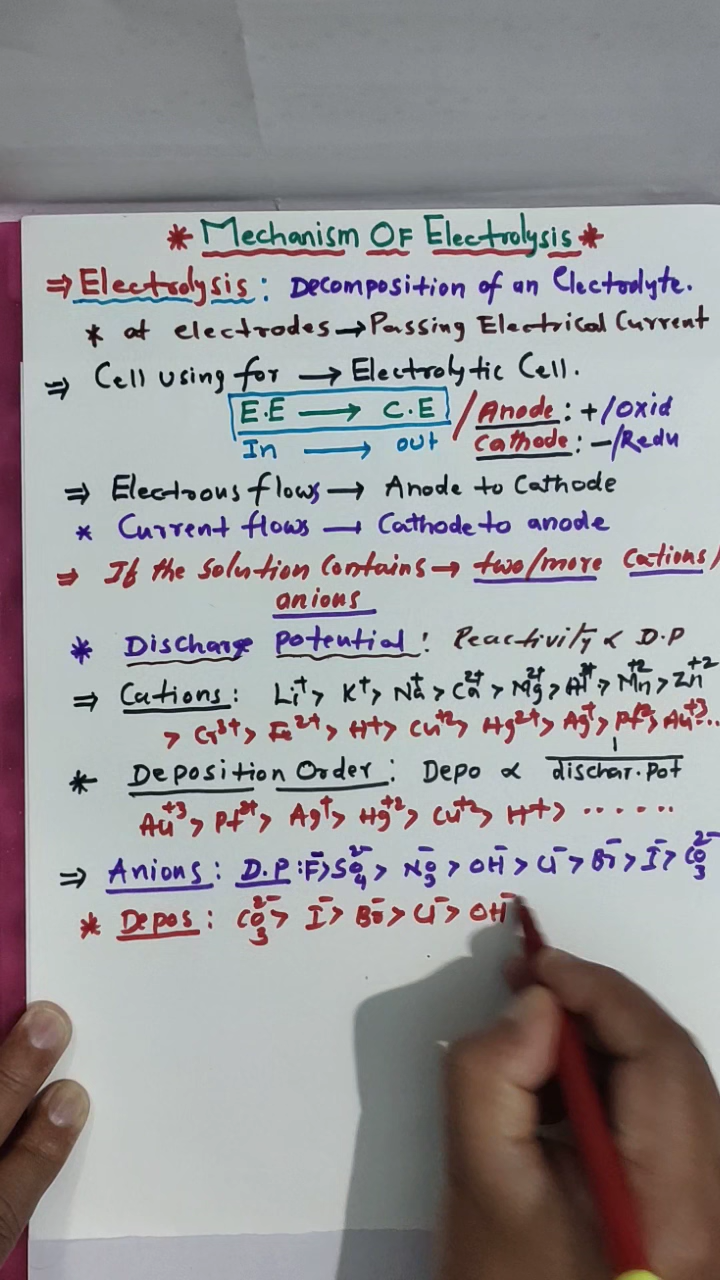 * Mechanism OF Electrolysis *
⇒ Electrolysis: Decomposition of an Electrolyte.
* at electrodes → Passing Electrical Current
⇒ Cell using for → Electrolytic Cell.
E.E → C.E / Anode: +/Oxid
In → out Cathode: -/Redu
⇒ Electrous flows → Anode to Cathode
* Current flows → Cathode to anode
⇒ If the solution Contains → two/more Cations/
anions
* Discharge Potential: Reactivity ∝ D.P
⇒ Cations: Li⁺> K⁺> Na⁺> Ca²⁺> Mg²⁺> Al³⁺> Mn⁺²> Zn⁺²
> Cr³⁺> Fe²⁺> H⁺> Cu⁺²> Hg²⁺> Ag⁺> Pt⁺²> Au⁺³...
* Deposition Order: Depo ∝ 1/dischar.pot
Au⁺³> Pt²⁺> Ag⁺> Hg⁺²> Cu⁺²> H⁺> .......
⇒ Anions: D.P: F⁻> SO₄²⁻> NO₃⁻> OH⁻> Cl⁻> Br⁻> I⁻> CO₃²⁻
* Depos: CO₃²⁻> I⁻> Br⁻> Cl⁻> OH⁻